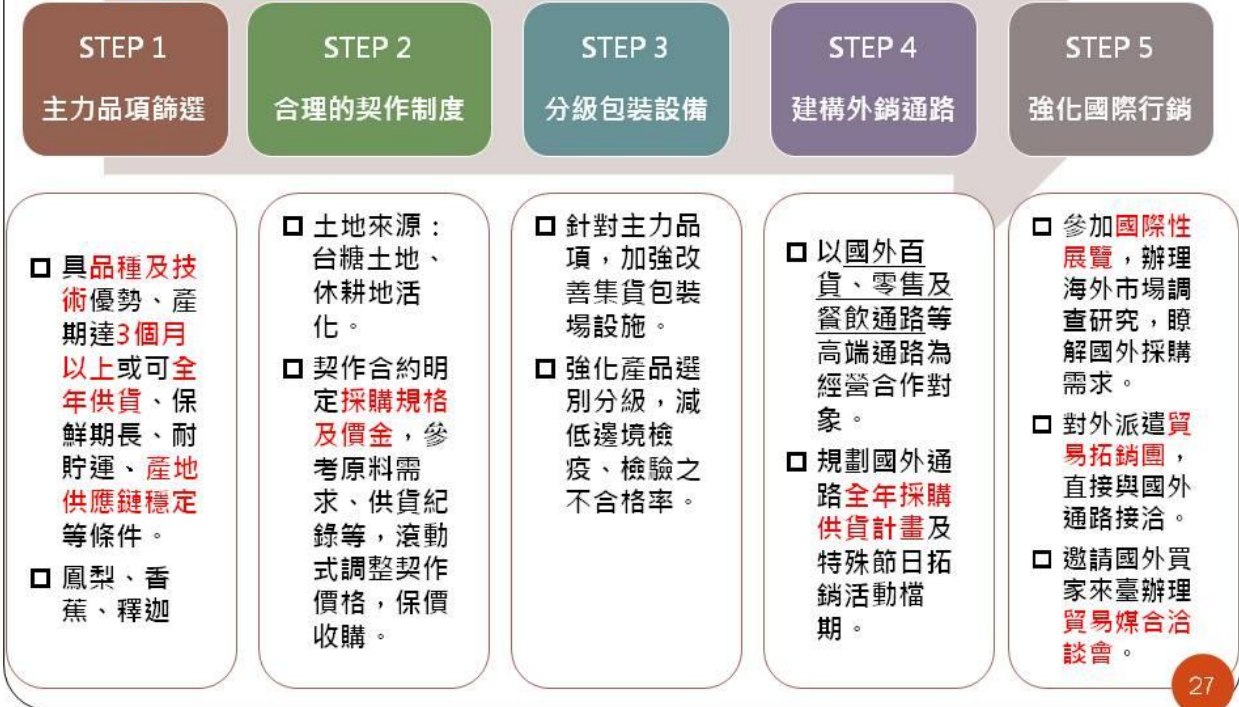 STEP 1
主力品項篩選
STEP 2
合理的契作制度
STEP 3
分級包裝設備
STEP 4
建構外銷通路
STEP 5
強化國際行銷
具品種及技
術優勢、產
期達3個月
以上或可全
年供貨、保
鮮期長、耐
貯運、產地
供應鏈穩定
等條件。
鳳梨、香
蕉、釋迦
土地來源：
台糖土地、
休耕地活
化。
契作合約明
定採購規格
及價金，參
考原料需
求、供貨紀
錄等，滾動
式調整契作
價格，保價
收購。
針對主力品
項，加強改
善集貨包裝
場設施。
強化產品選
別分級，減
低邊境檢
疫、檢驗之
不合格率。
以國外百
貨、零售及
餐飲通路等
高端通路為
經營合作對
象。
規劃國外通
路全年採購
供貨計畫及
特殊節日拓
銷活動檔
期。
參加國際性
展覽，辦理
海外市場調
查研究，瞭
解國外採購
需求。
對外派遣貿
易拓銷團，
直接與國外
通路接洽。
邀請國外買
家來臺辦理
貿易媒合洽
談會。
27